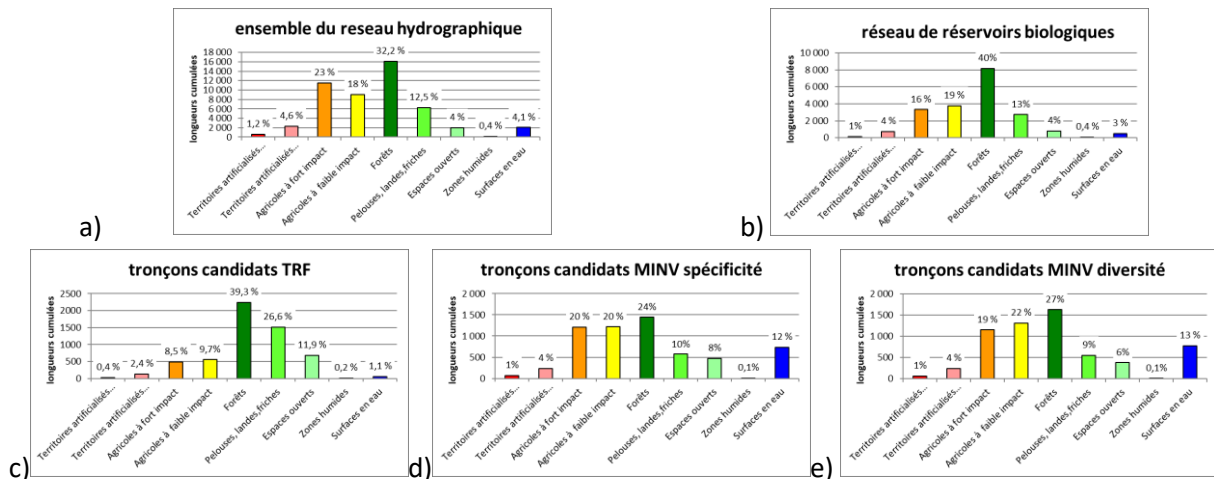 ensemble du reseau hydrographique
longueurs cumulées
18 000
16 000
14 000
12 000
10 000
8 000
6 000
4 000
2 000
0
1,2 %
4,6 %
23 %
18 %
32,2 %
12,5 %
4%
0,4 %
4,1 %
Territoires artificialisés...
Territoires artificialisés...
Agricoles à fort impact
Agricoles à faible impact
Forêts
Pelouses, landes,friches
Espaces ouverts
Zones humides
Surfaces en eau
a)
réseau de réservoirs biologiques
longueurs cumulées
10 000
8 000
6 000
4 000
2 000
0
1%
4%
16 %
19 %
40%
13%
4%
0,4 %
3 %
Territoires artificialisés...
Territoires artificialisés...
Agricoles à fort impact
Agricoles à faible impact
Forêts
Pelouses, landes,friches
Espaces ouverts
Zones humides
Surfaces en eau
b)
tronçons candidats TRF
longueurs cumulées
2500
2000
1500
1000
500
0
0,4 %
2,4 %
8,5 %
9,7%
39,3 %
26,6 %
11,9%
0,2 %
1,1 %
Territoires artificialisés...
Territoires artificialisés...
Agricoles à fort impact
Agricoles à faible impact
Forêts
Pelouses, landes,friches
Espaces ouverts
Zones humides
Surfaces en eau
c)
tronçons candidats MINV spécificité
longueurs cumulées
2 000
1 500
1 000
500
0
1%
4%
20 %
20 %
24%
10%
8%
0,1%
12 %
Territoires artificialisés...
Territoires artificialisés...
Agricoles à fort impact
Agricoles à faible impact
Forêts
Pelouses, landes,friches
Espaces ouverts
Zones humides
Surfaces en eau
d)
tronçons candidats MINV diversité
longueurs cumulées
2 000
1 500
1 000
500
0
1%
4%
19 %
22 %
27%
9%
6%
0,1%
13 %
Territoires artificialisés...
Territoires artificialisés...
Agricoles à fort impact
Agricoles à faible impact
Forêts
Pelouses, landes,friches
Espaces ouverts
Zones humides
Surfaces en eau
e)